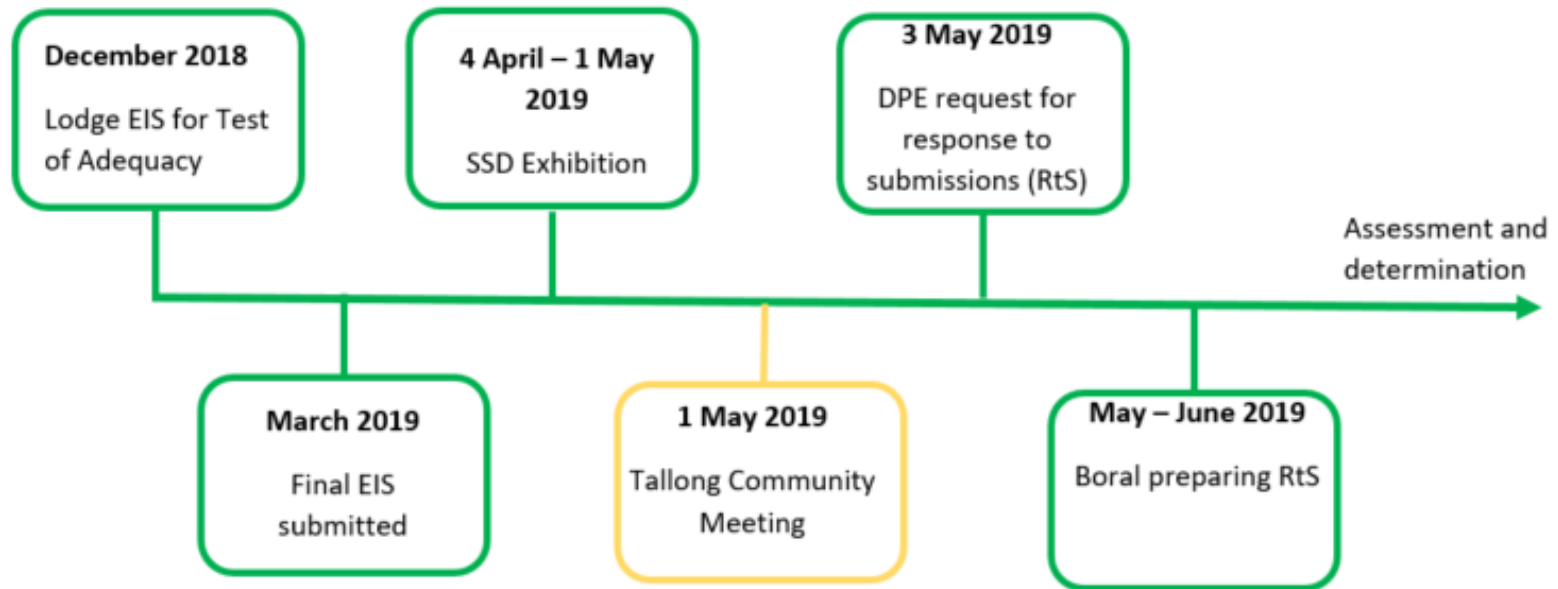 December 2018
Lodge EIS for Test
of Adequacy
4 April – 1 May
2019
SSD Exhibition
3 May 2019
DPE request for
response to
submissions (RtS)
Assessment and
determination
March 2019
Final EIS
submitted
1 May 2019
Tallong Community
Meeting
May – June 2019
Boral preparing RtS